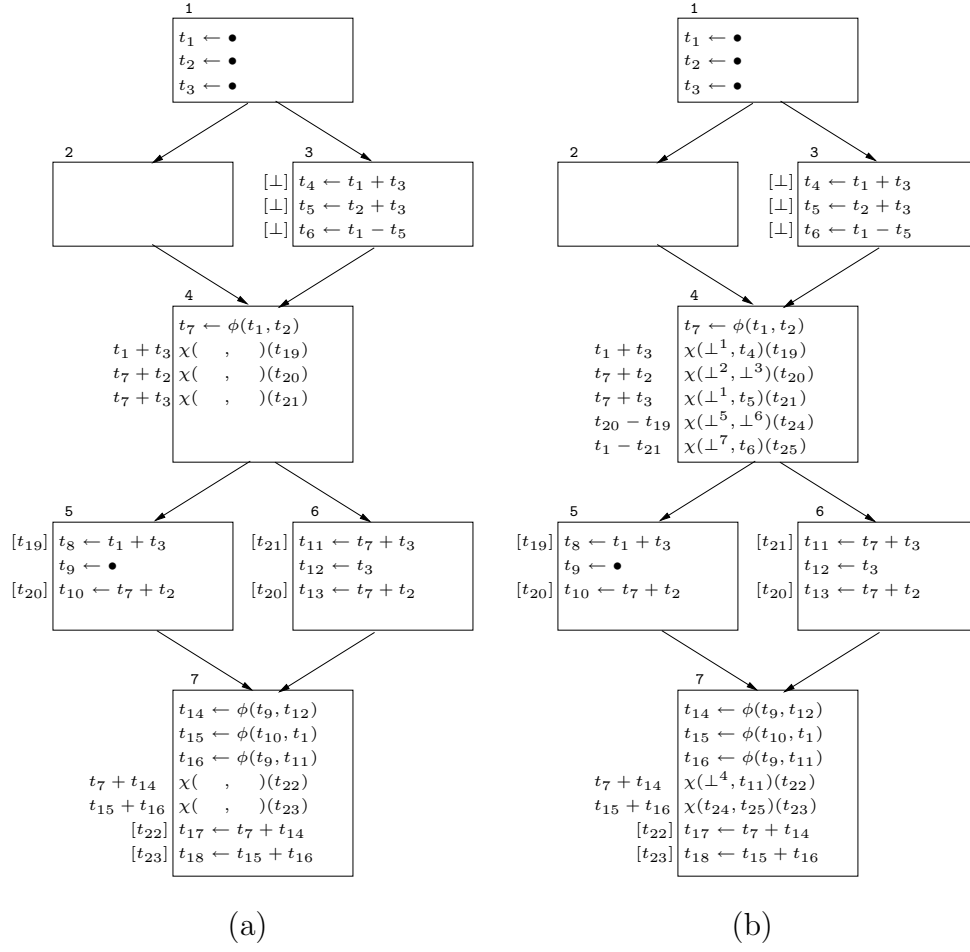 1
t₁ ← •
t₂ ← •
t₃ ← •
2
3
[⊥] t₄ ← t₁ + t₃
[⊥] t₅ ← t₂ + t₃
[⊥] t₆ ← t₁ − t₅
4
t₇ ← ϕ(t₁, t₂)
t₁ + t₃ χ( , )(t₁₉)
t₇ + t₂ χ( , )(t₂₀)
t₇ + t₃ χ( , )(t₂₁)
5
[t₁₉] t₈ ← t₁ + t₃
t₉ ← •
[t₂₀] t₁₀ ← t₇ + t₂
6
[t₂₁] t₁₁ ← t₇ + t₃
t₁₂ ← t₃
[t₂₀] t₁₃ ← t₇ + t₂
7
t₁₄ ← ϕ(t₉, t₁₂)
t₁₅ ← ϕ(t₁₀, t₁)
t₁₆ ← ϕ(t₉, t₁₁)
t₇ + t₁₄ χ( , )(t₂₂)
t₁₅ + t₁₆ χ( , )(t₂₃)
[t₂₂] t₁₇ ← t₇ + t₁₄
[t₂₃] t₁₈ ← t₁₅ + t₁₆
(a)
1
t₁ ← •
t₂ ← •
t₃ ← •
2
3
[⊥] t₄ ← t₁ + t₃
[⊥] t₅ ← t₂ + t₃
[⊥] t₆ ← t₁ − t₅
4
t₇ ← ϕ(t₁, t₂)
t₁ + t₃ χ(⊥¹, t₄)(t₁₉)
t₇ + t₂ χ(⊥², ⊥³)(t₂₀)
t₇ + t₃ χ(⊥¹, t₅)(t₂₁)
t₂₀ − t₁₉ χ(⊥⁵, ⊥⁶)(t₂₄)
t₁ − t₂₁ χ(⊥⁷, t₆)(t₂₅)
5
[t₁₉] t₈ ← t₁ + t₃
t₉ ← •
[t₂₀] t₁₀ ← t₇ + t₂
6
[t₂₁] t₁₁ ← t₇ + t₃
t₁₂ ← t₃
[t₂₀] t₁₃ ← t₇ + t₂
7
t₁₄ ← ϕ(t₉, t₁₂)
t₁₅ ← ϕ(t₁₀, t₁)
t₁₆ ← ϕ(t₉, t₁₁)
t₇ + t₁₄ χ(⊥⁴, t₁₁)(t₂₂)
t₁₅ + t₁₆ χ(t₂₄, t₂₅)(t₂₃)
[t₂₂] t₁₇ ← t₇ + t₁₄
[t₂₃] t₁₈ ← t₁₅ + t₁₆
(b)